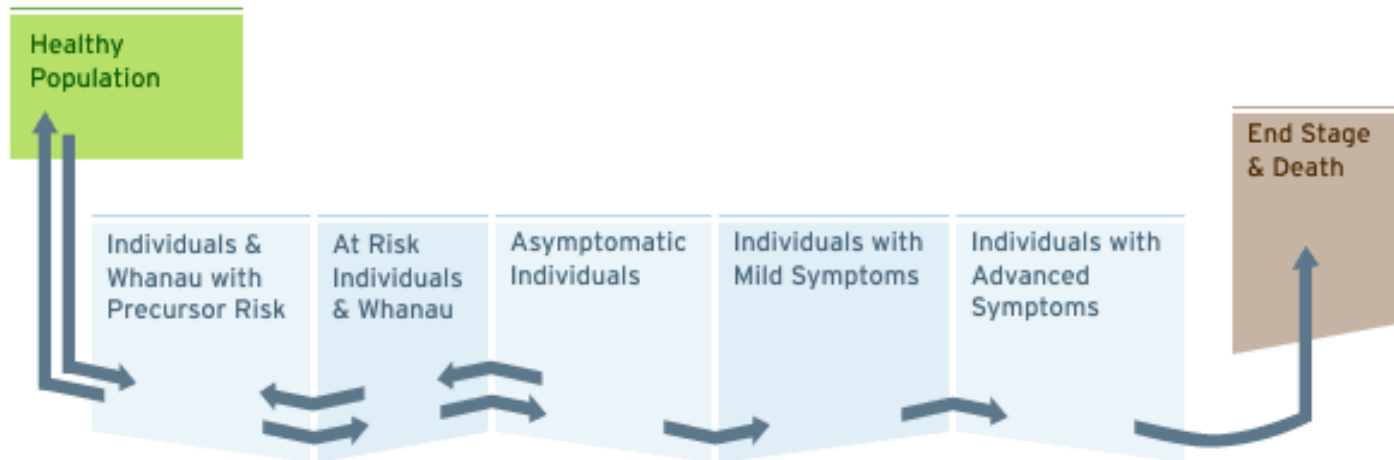 Healthy
Population
End Stage
& Death
Individuals &
Whanau with
Precursor Risk
At Risk
Individuals
& Whanau
Asymptomatic
Individuals
Individuals with
Mild Symptoms
Individuals with
Advanced
Symptoms